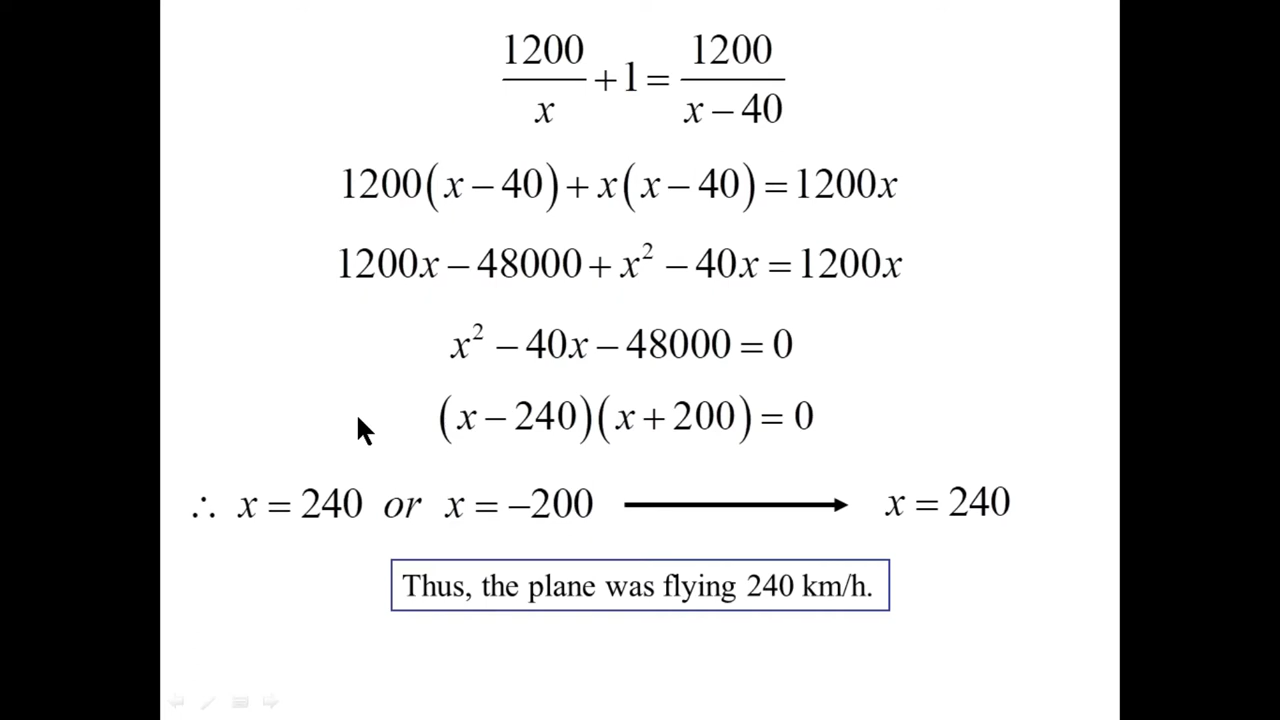 1200/x + 1 = 1200/(x − 40)
1200(x − 40) + x(x − 40) = 1200x
1200x − 48000 + x² − 40x = 1200x
x² − 40x − 48000 = 0
(x − 240)(x + 200) = 0
∴ x = 240 or x = −200 ⟶ x = 240
Thus, the plane was flying 240 km/h.